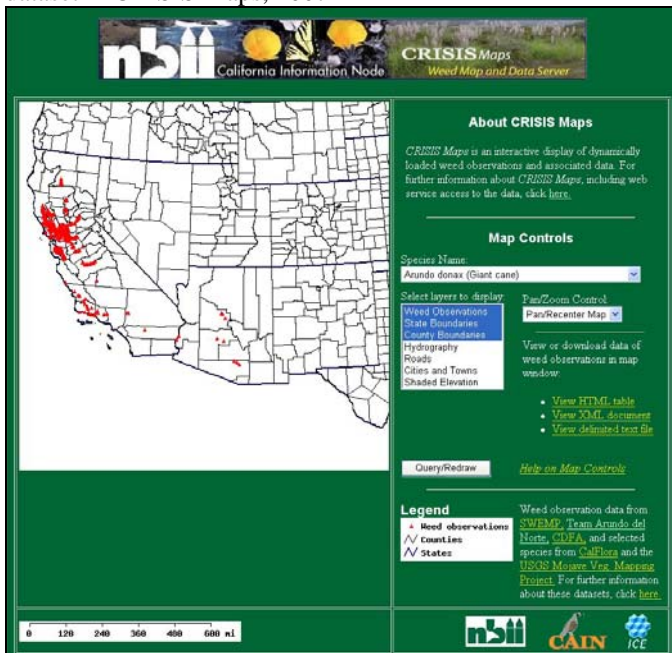 nbii
California Information Node
CRISIS Maps
Weed Map and Data Server
About CRISIS Maps
CRISIS Maps is an interactive display of dynamically
loaded weed observations and associated data. For
further information about CRISIS Maps, including web
service access to the data, click here.
Map Controls
Species Name:
Arundo donax (Giant cane)
Select layers to display:
Weed Observations
State Boundaries
County Boundaries
Hydrography
Roads
Cities and Towns
Shaded Elevation
Pan/Zoom Control:
Pan/Recenter Map
View or download data of
weed observations in map
window:
View HTML table
View XML document
View delimited text file
Query/Redraw
Help on Map Controls
Legend
Weed observations
Counties
States
Weed observation data from
SWEMP, Team Arundo del
Norte, CDFA, and selected
species from CalFlora and the
USGS Mojave Veg. Mapping
Project. For further information
about these datasets, click here.
0 120 240 360 480 600 mi
nbii
CAIN
ICE